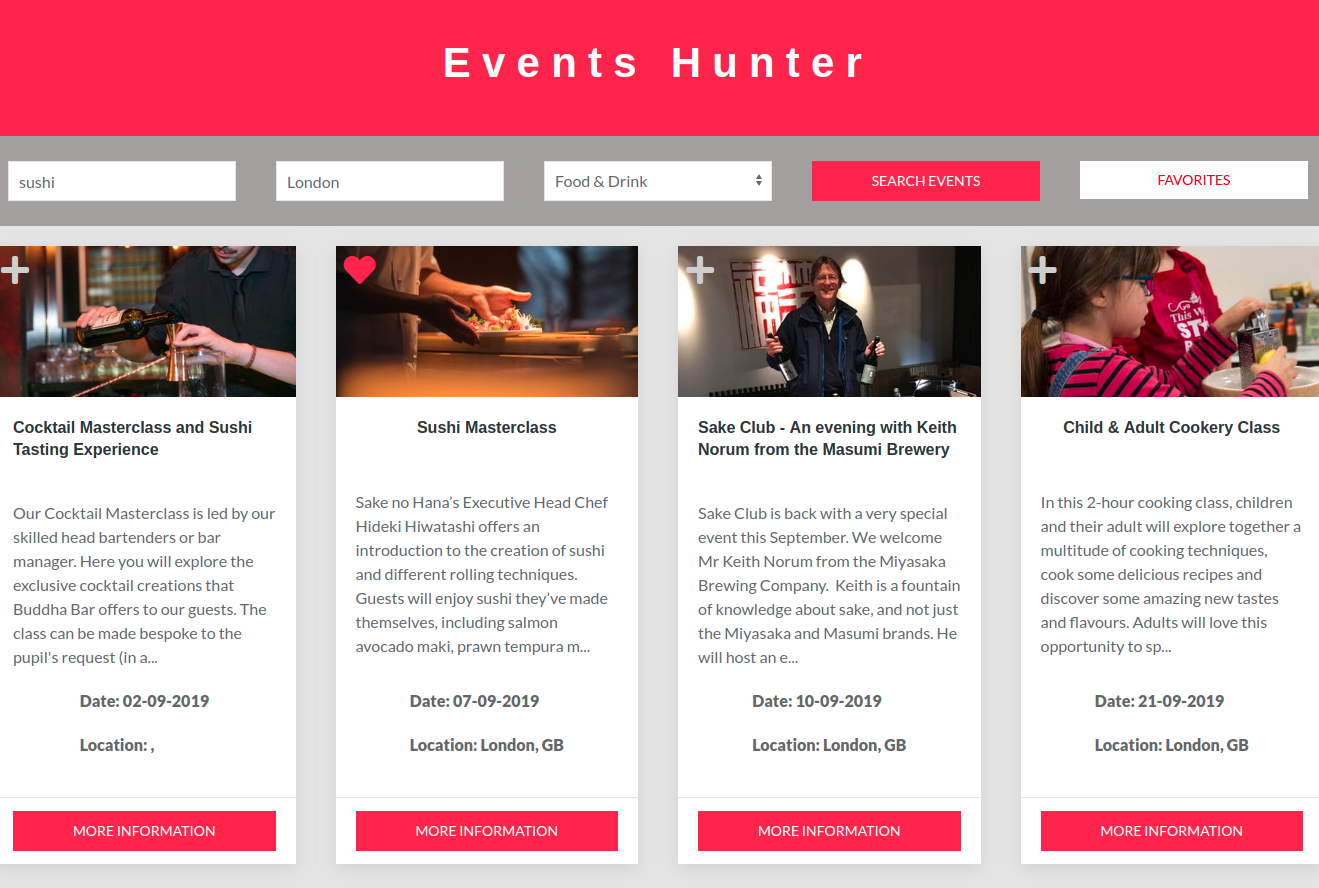 Events Hunter
sushi
London
Food & Drink
SEARCH EVENTS
FAVORITES
Cocktail Masterclass and Sushi
Tasting Experience
Our Cocktail Masterclass is led by our
skilled head bartenders or bar
manager. Here you will explore the
exclusive cocktail creations that
Buddha Bar offers to our guests. The
class can be made bespoke to the
pupil's request (in a...
Date: 02-09-2019
Location: ,
MORE INFORMATION
Sushi Masterclass
Sake no Hana’s Executive Head Chef
Hideki Hiwatashi offers an
introduction to the creation of sushi
and different rolling techniques.
Guests will enjoy sushi they’ve made
themselves, including salmon
avocado maki, prawn tempura m...
Date: 07-09-2019
Location: London, GB
MORE INFORMATION
Sake Club - An evening with Keith
Norum from the Masumi Brewery
Sake Club is back with a very special
event this September. We welcome
Mr Keith Norum from the Miyasaka
Brewing Company.  Keith is a fountain
of knowledge about sake, and not just
the Miyasaka and Masumi brands. He
will host an e...
Date: 10-09-2019
Location: London, GB
MORE INFORMATION
This
Child & Adult Cookery Class
In this 2-hour cooking class, children
and their adult will explore together a
multitude of cooking techniques,
cook some delicious recipes and
discover some amazing new tastes
and flavours. Adults will love this
opportunity to sp...
Date: 21-09-2019
Location: London, GB
MORE INFORMATION